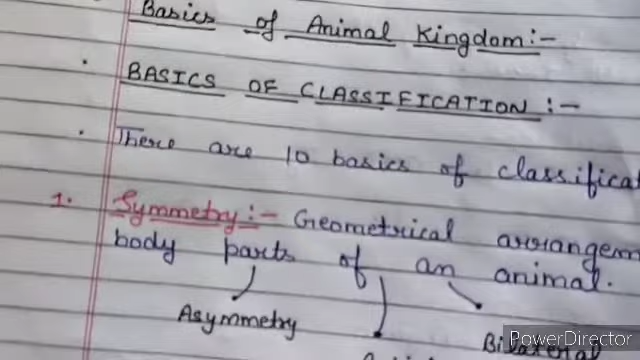 Basics of Animal Kingdom:-
BASICS OF CLASSIFICATION:-
There are 10 basics of classificat
1. Symmetry:- Geometrical arrangem
body parts of an animal.
Asymmetry
Bilateral
PowerDirector